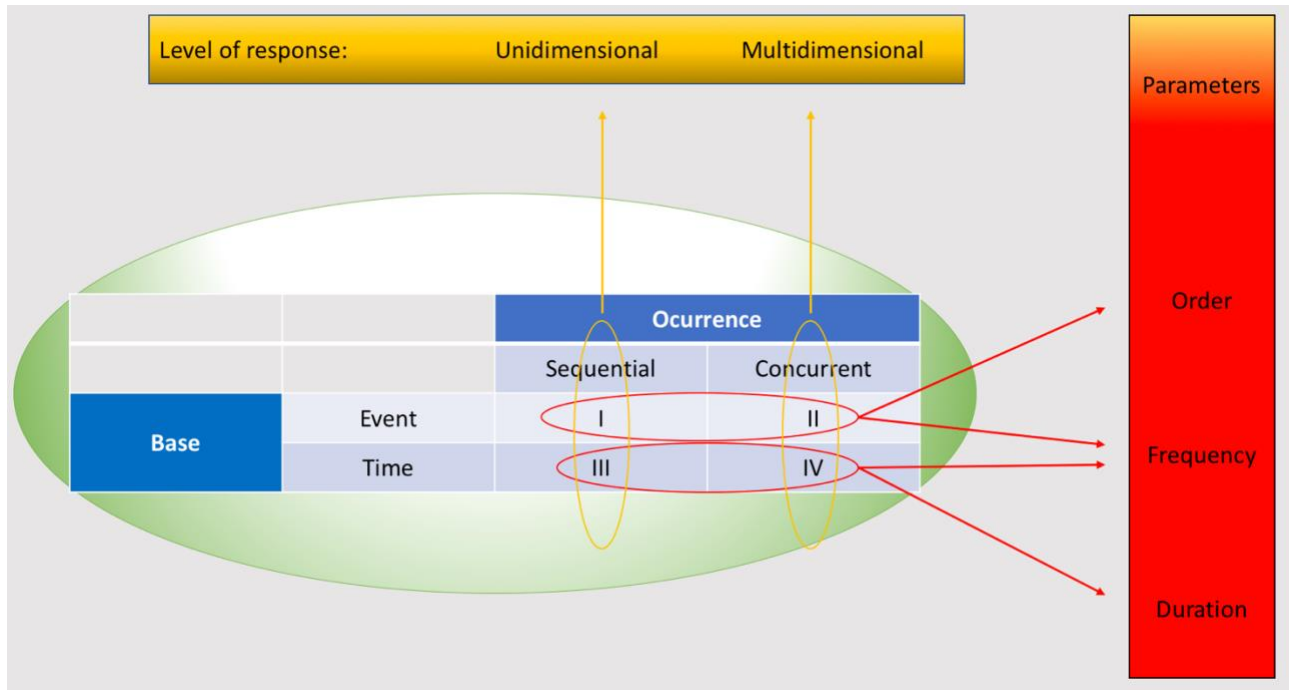 Level of response: Unidimensional Multidimensional
Parameters
Order
Ocurrence
Sequential Concurrent
Base
Event I II
Frequency
Time III IV
Duration